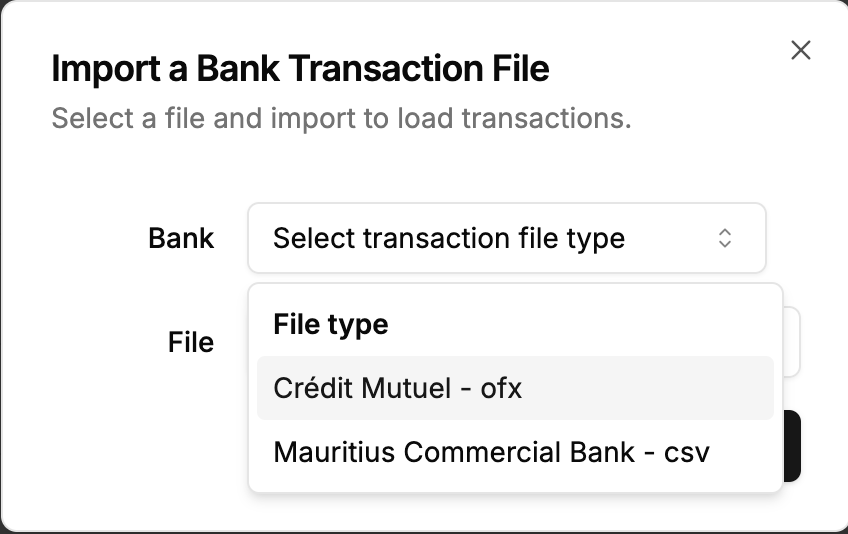 Import a Bank Transaction File
Select a file and import to load transactions.
Bank
Select transaction file type
File
File type
Crédit Mutuel - ofx
Mauritius Commercial Bank - csv